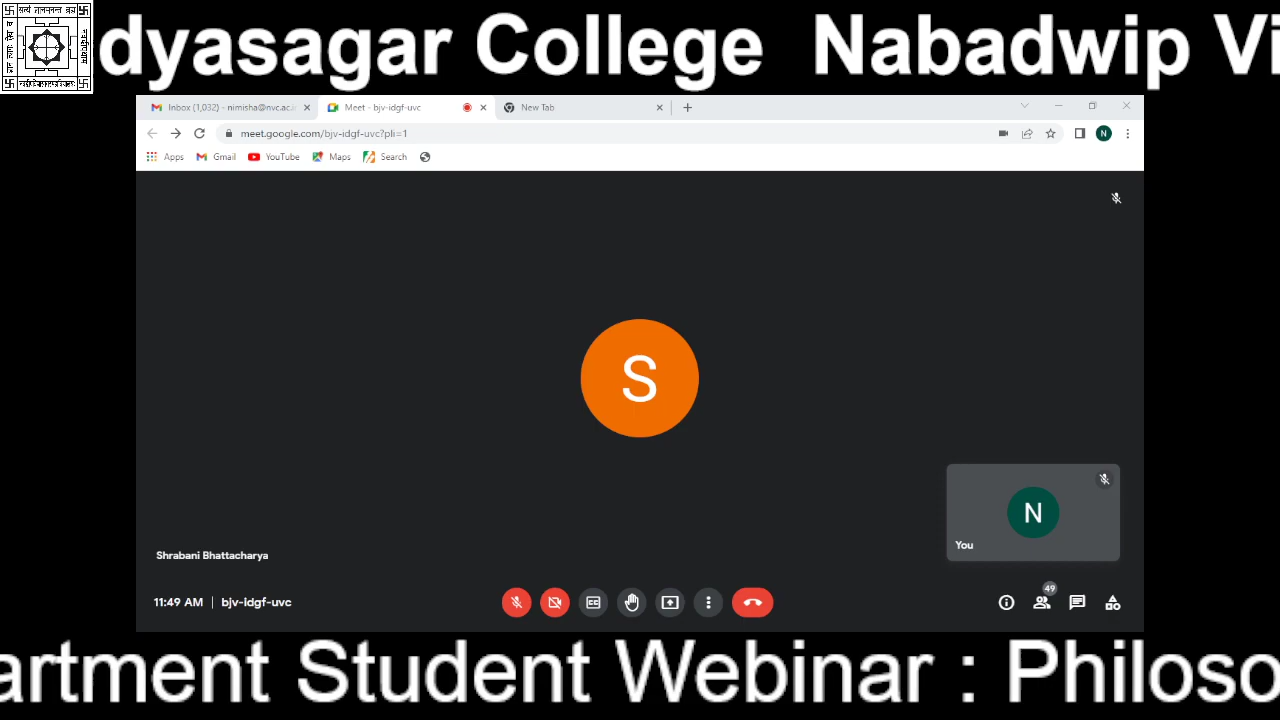 dyasagar College Nabadwip Vi
Inbox (1,032) - nimisha@nvc.ac.i
Meet - bjv-idgf-uvc
New Tab
meet.google.com/bjv-idgf-uvc?pli=1
N
Apps Gmail YouTube Maps Search
S
N
You
Shrabani Bhattacharya
11:49 AM | bjv-idgf-uvc
CC
49
artment Student Webinar : Philoso